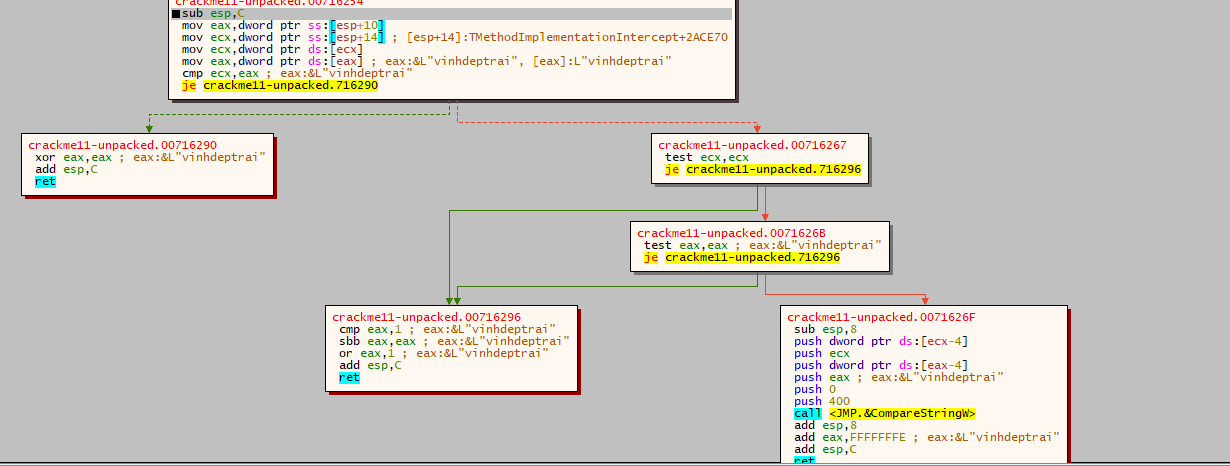 crackme11-unpacked.00716254
sub esp,C
mov eax,dword ptr ss:[esp+10]
mov ecx,dword ptr ss:[esp+14] ; [esp+14]:TMethodImplementationIntercept+2ACE70
mov ecx,dword ptr ds:[ecx]
mov eax,dword ptr ds:[eax] ; eax:&L"vinhdeptrai", [eax]:L"vinhdeptrai"
cmp ecx,eax ; eax:&L"vinhdeptrai"
je crackme11-unpacked.716290
crackme11-unpacked.00716290
xor eax,eax ; eax:&L"vinhdeptrai"
add esp,C
ret
crackme11-unpacked.00716267
test ecx,ecx
je crackme11-unpacked.716296
crackme11-unpacked.0071626B
test eax,eax ; eax:&L"vinhdeptrai"
je crackme11-unpacked.716296
crackme11-unpacked.00716296
cmp eax,1 ; eax:&L"vinhdeptrai"
sbb eax,eax ; eax:&L"vinhdeptrai"
or eax,1 ; eax:&L"vinhdeptrai"
add esp,C
ret
crackme11-unpacked.0071626F
sub esp,8
push dword ptr ds:[ecx-4]
push ecx
push dword ptr ds:[eax-4]
push eax ; eax:&L"vinhdeptrai"
push 0
push 400
call <JMP.&CompareStringW>
add esp,8
add eax,FFFFFFFE ; eax:&L"vinhdeptrai"
add esp,C
ret